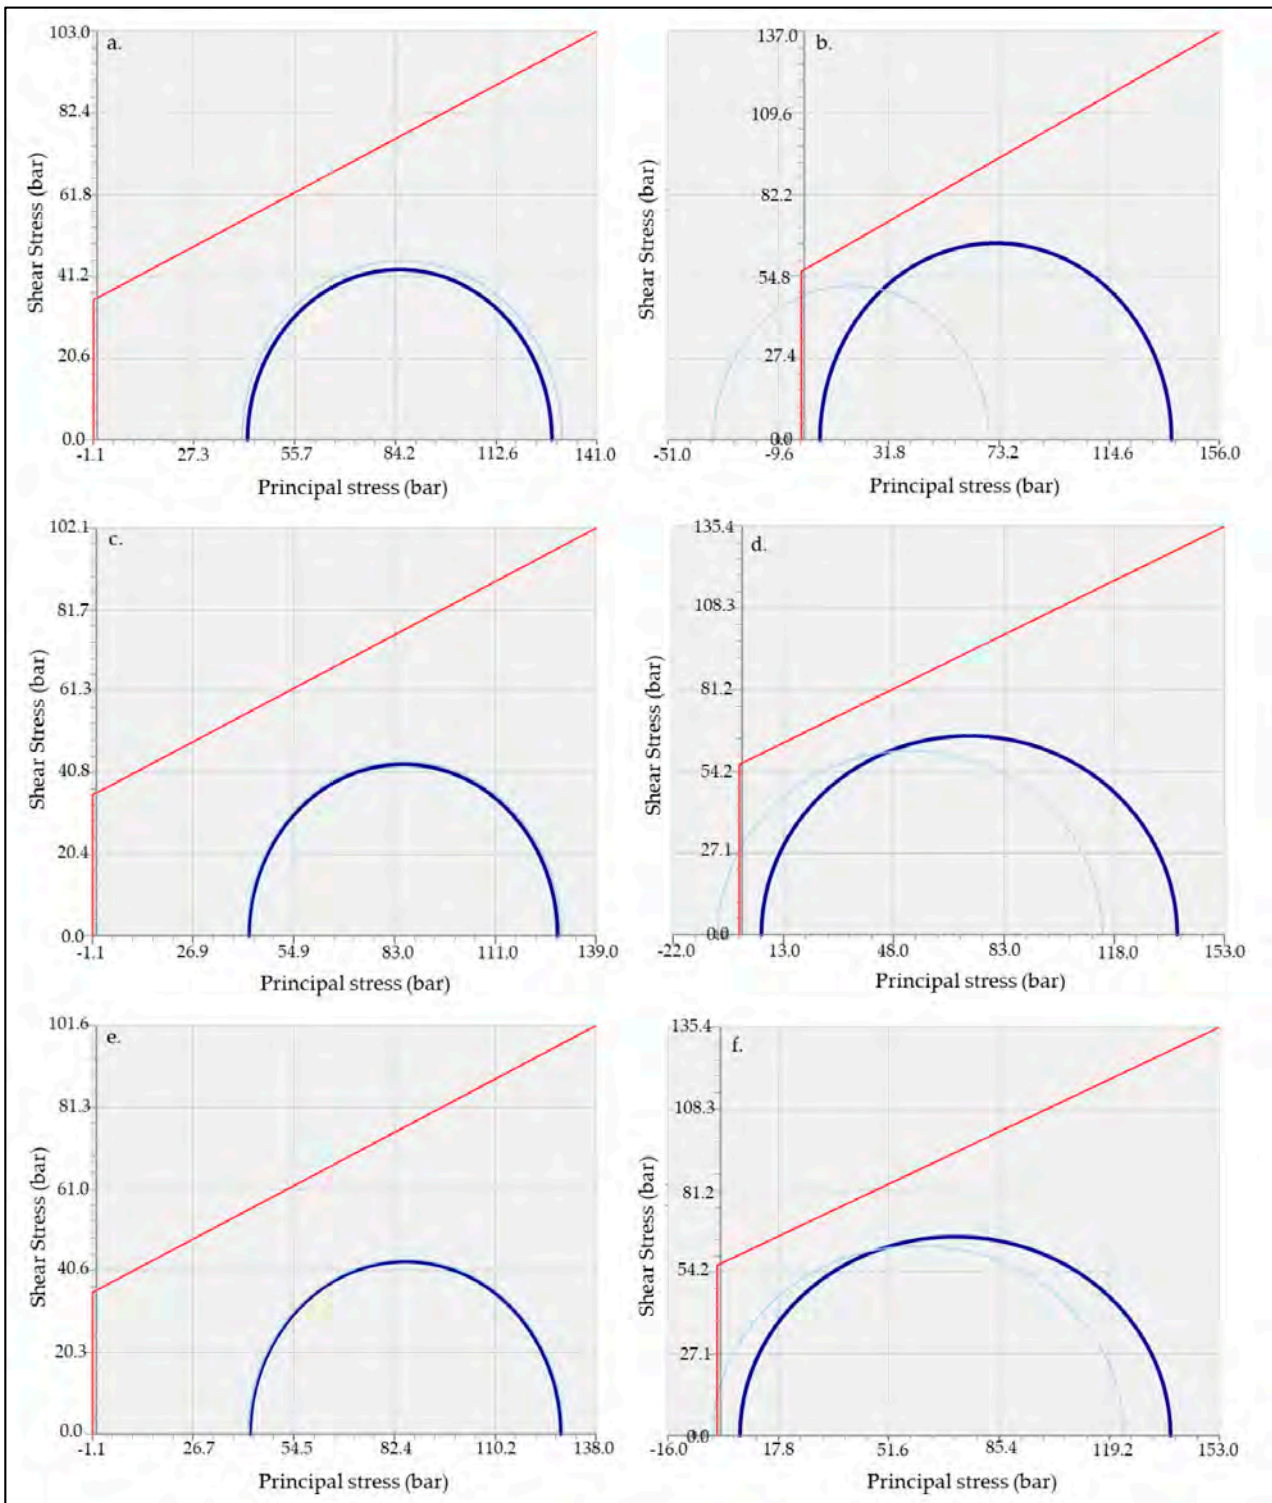 103.0
a.
82.4
61.8
41.2
20.6
0.0
Shear Stress (bar)
-1.1 27.3 55.7 84.2 112.6 141.0
Principal stress (bar)
137.0
b.
109.6
82.2
54.8
27.4
0.0
Shear Stress (bar)
-51.0 -9.6 31.8 73.2 114.6 156.0
Principal stress (bar)
102.1
c.
81.7
61.3
40.8
20.4
0.0
Shear Stress (bar)
-1.1 26.9 54.9 83.0 111.0 139.0
Principal stress (bar)
135.4
d.
108.3
81.2
54.2
27.1
0.0
Shear Stress (bar)
-22.0 13.0 48.0 83.0 118.0 153.0
Principal stress (bar)
101.6
e.
81.3
61.0
40.6
20.3
0.0
Shear Stress (bar)
-1.1 26.7 54.5 82.4 110.2 138.0
Principal stress (bar)
135.4
f.
108.3
81.2
54.2
27.1
0.0
Shear Stress (bar)
-16.0 17.8 51.6 85.4 119.2 153.0
Principal stress (bar)